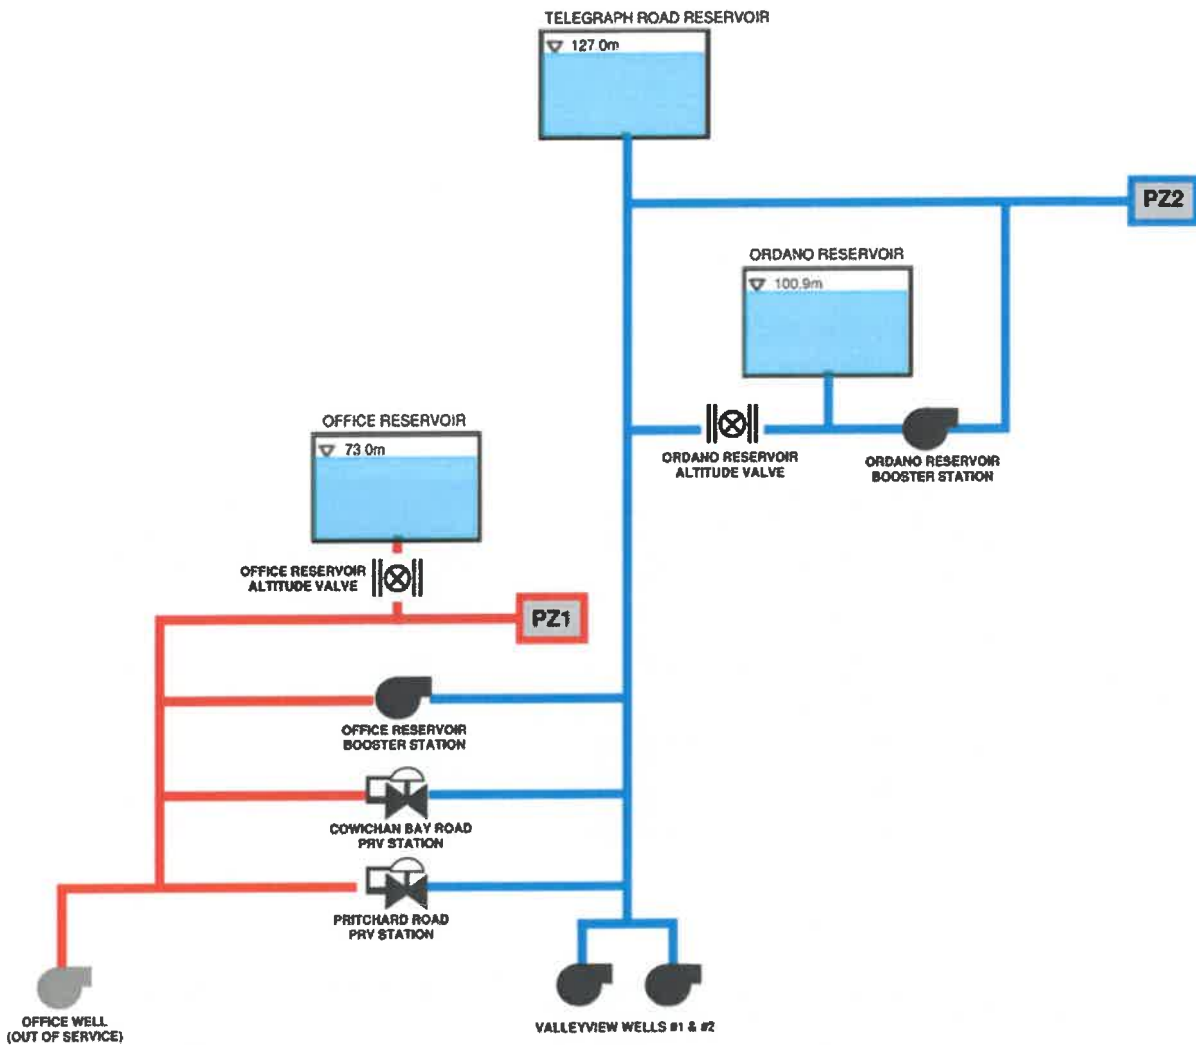 TELEGRAPH ROAD RESERVOIR
127.0m
PZ2
ORDANO RESERVOIR
100.9m
OFFICE RESERVOIR
73.0m
ORDANO RESERVOIR
ALTITUDE VALVE
ORDANO RESERVOIR
BOOSTER STATION
OFFICE RESERVOIR
ALTITUDE VALVE
PZ1
OFFICE RESERVOIR
BOOSTER STATION
COWICHAN BAY ROAD
PRV STATION
PRITCHARD ROAD
PRV STATION
OFFICE WELL
(OUT OF SERVICE)
VALLEYVIEW WELLS #1 & #2